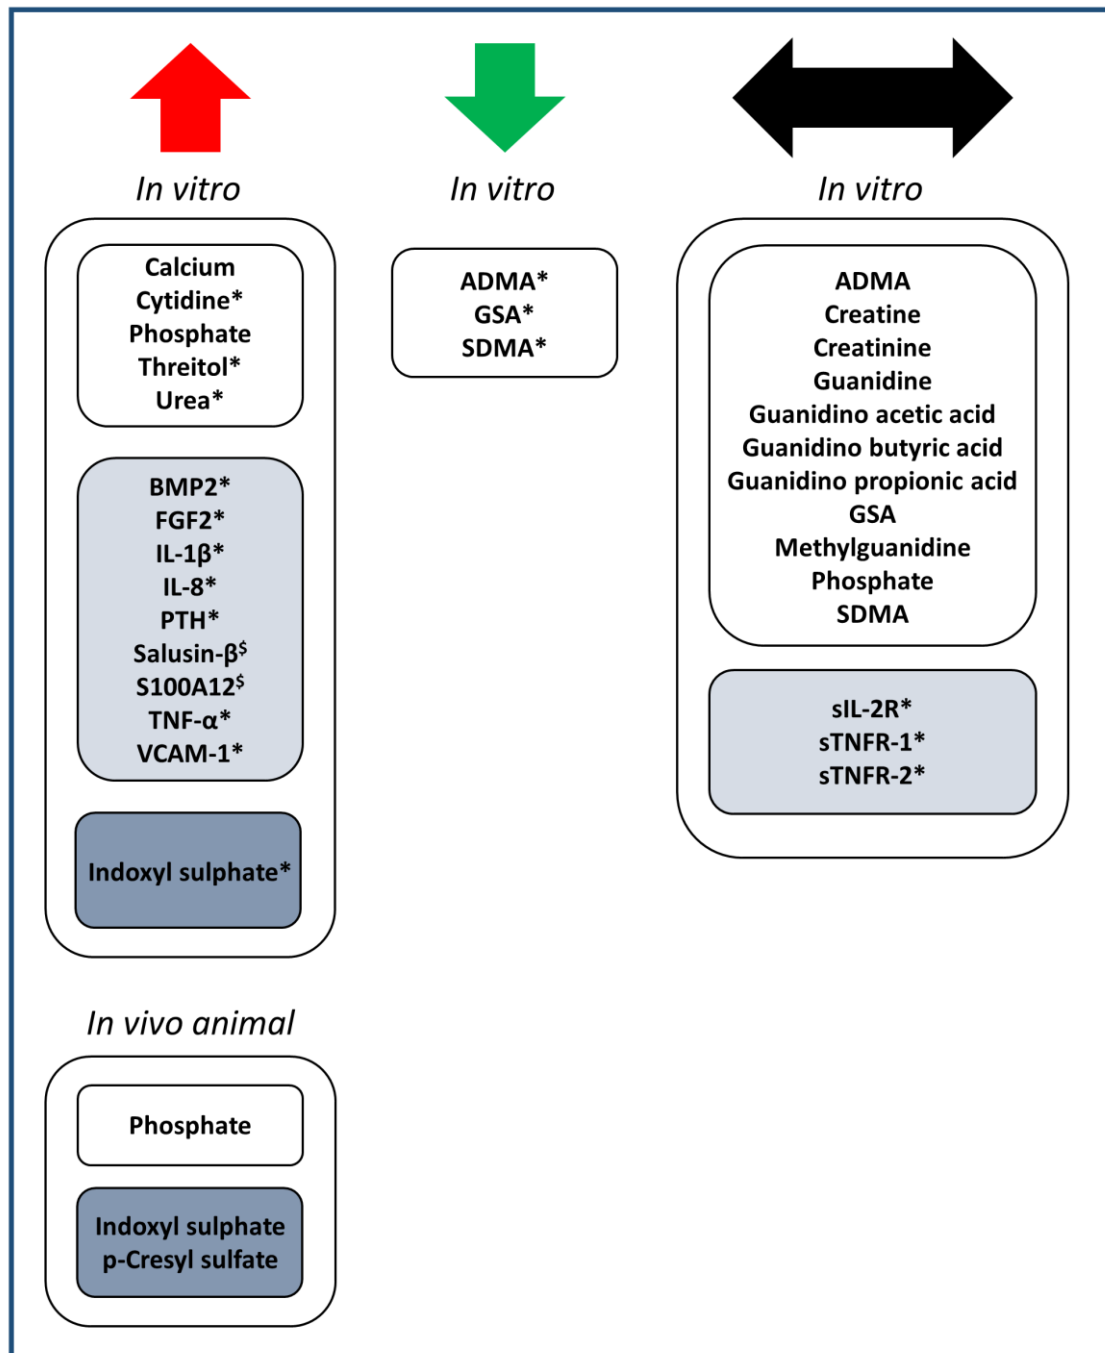 In vitro
Calcium
Cytidine*
Phosphate
Threitol*
Urea*
BMP2*
FGF2*
IL-1β*
IL-8*
PTH*
Salusin-β$
S100A12$
TNF-α*
VCAM-1*
Indoxyl sulphate*
In vivo animal
Phosphate
Indoxyl sulphate
p-Cresyl sulfate
In vitro
ADMA*
GSA*
SDMA*
In vitro
ADMA
Creatine
Creatinine
Guanidine
Guanidino acetic acid
Guanidino butyric acid
Guanidino propionic acid
GSA
Methylguanidine
Phosphate
SDMA
sIL-2R*
sTNFR-1*
sTNFR-2*